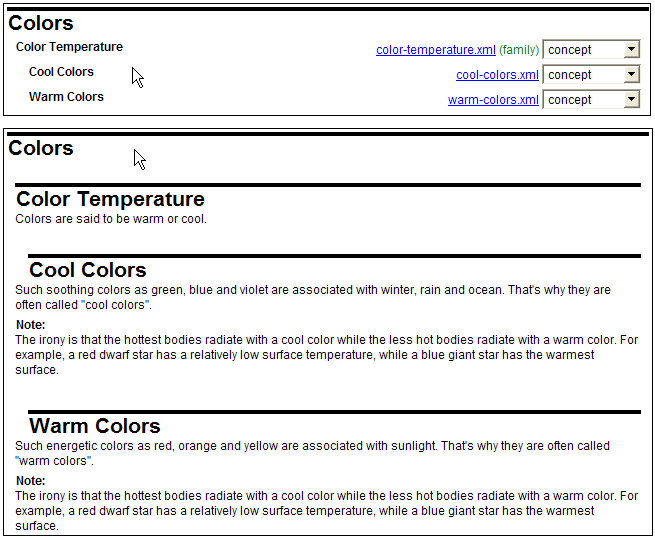 Colors
Color Temperature color-temperature.xml (family) concept
Cool Colors cool-colors.xml concept
Warm Colors warm-colors.xml concept
Colors
Color Temperature
Colors are said to be warm or cool.
Cool Colors
Such soothing colors as green, blue and violet are associated with winter, rain and ocean. That's why they are
often called "cool colors".
Note:
The irony is that the hottest bodies radiate with a cool color while the less hot bodies radiate with a warm color. For
example, a red dwarf star has a relatively low surface temperature, while a blue giant star has the warmest
surface.
Warm Colors
Such energetic colors as red, orange and yellow are associated with sunlight. That's why they are often called
"warm colors".
Note:
The irony is that the hottest bodies radiate with a cool color while the less hot bodies radiate with a warm color. For
example, a red dwarf star has a relatively low surface temperature, while a blue giant star has the warmest
surface.